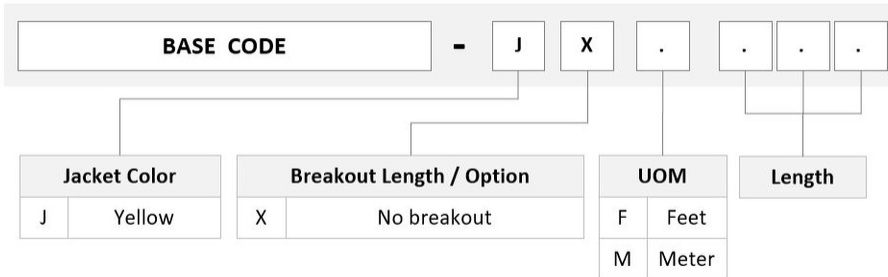 BASE CODE - J X . . . .
Jacket Color
J Yellow
Breakout Length / Option
X No breakout
UOM
F Feet
M Meter
Length